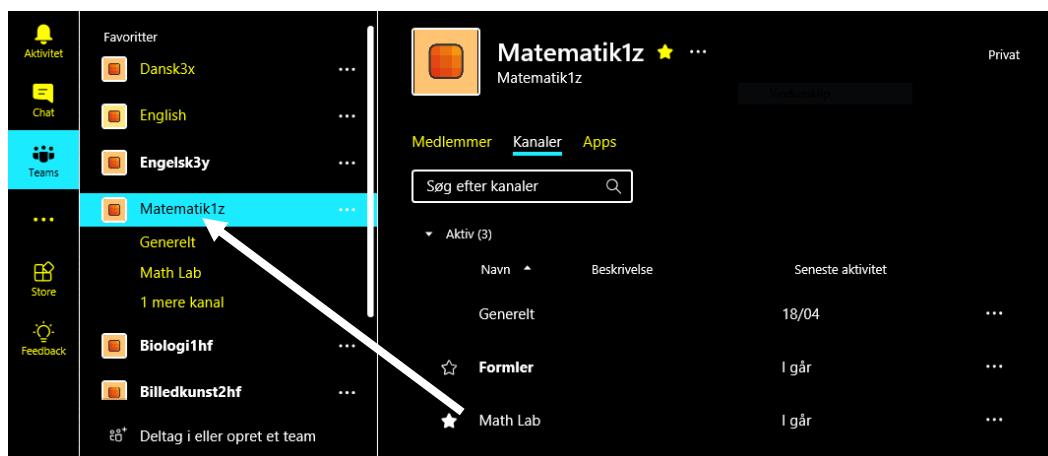 Aktivitet
Chat
Teams
Store
Feedback
Favoritter
Dansk3x
English
Engelsk3y
Matematik1z
Generelt
Math Lab
1 mere kanal
Biologi1hf
Billedkunst2hf
Deltag i eller opret et team
Matematik1z
Matematik1z
Privat
Medlemmer Kanaler Apps
Søg efter kanaler
Aktiv (3)
Navn Beskrivelse Seneste aktivitet
Generelt 18/04
Formler I går
Math Lab I går